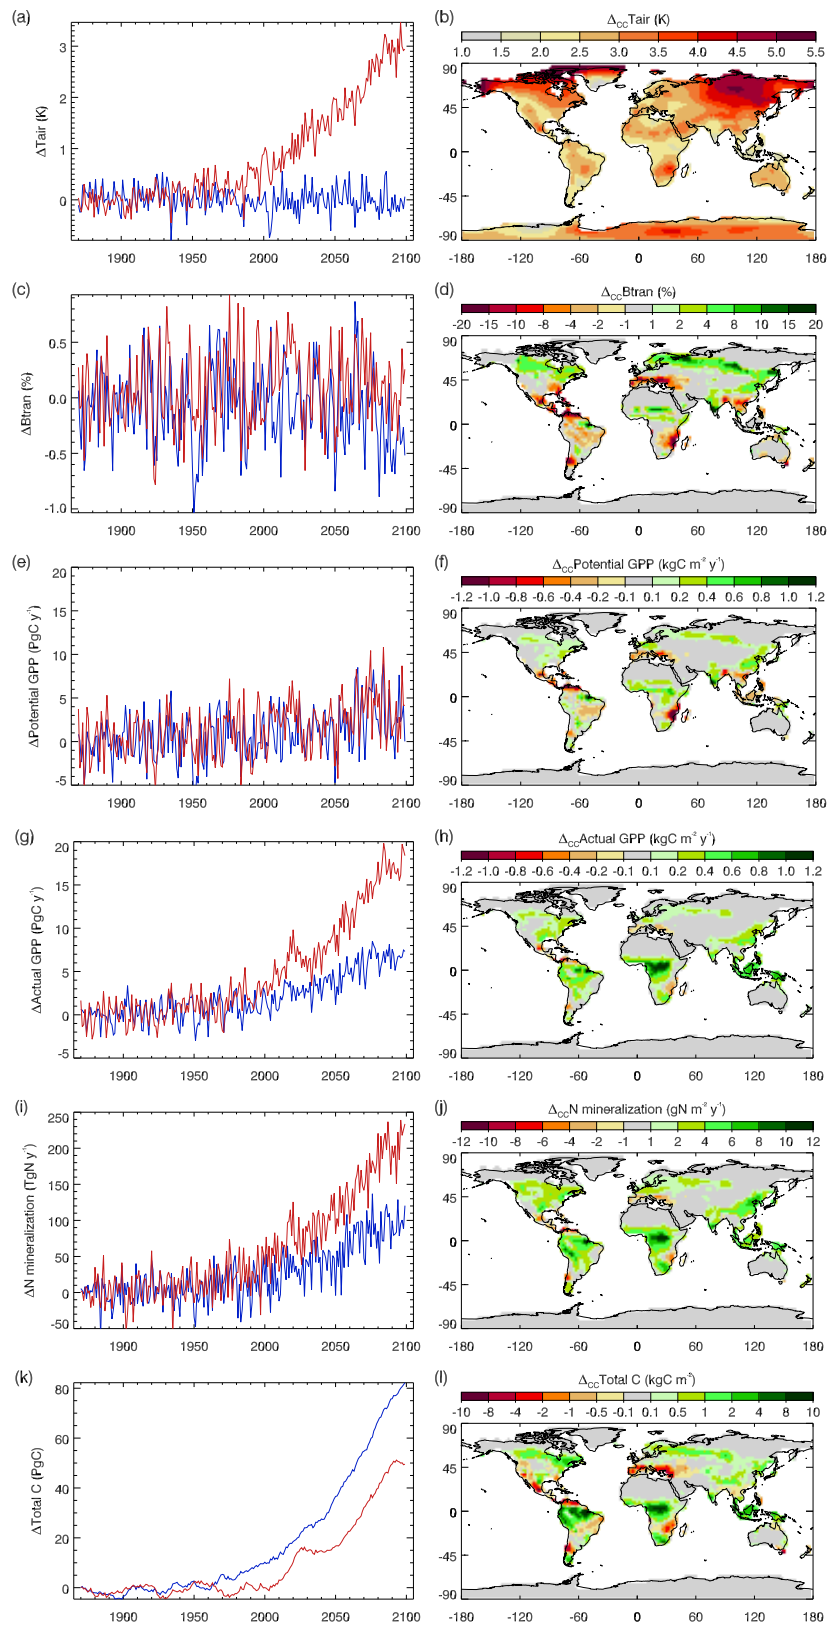 (a)
ΔTair (K)
3
2
1
0
1900 1950 2000 2050 2100
(b)
Δ_CC Tair (K)
1.0 1.5 2.0 2.5 3.0 3.5 4.0 4.5 5.0 5.5
90
45
0
-45
-90
-180 -120 -60 0 60 120 180
(c)
ΔBtran (%)
0.5
0.0
-0.5
-1.0
1900 1950 2000 2050 2100
(d)
Δ_CC Btran (%)
-20 -15 -10 -8 -4 -2 -1 1 2 4 8 10 15 20
90
45
0
-45
-90
-180 -120 -60 0 60 120 180
(e)
ΔPotential GPP (PgC y⁻¹)
20
15
10
5
0
-5
1900 1950 2000 2050 2100
(f)
Δ_CC Potential GPP (kgC m⁻² y⁻¹)
-1.2 -1.0 -0.8 -0.6 -0.4 -0.2 -0.1 0.1 0.2 0.4 0.6 0.8 1.0 1.2
90
45
0
-45
-90
-180 -120 -60 0 60 120 180
(g)
ΔActual GPP (PgC y⁻¹)
20
15
10
5
0
-5
1900 1950 2000 2050 2100
(h)
Δ_CC Actual GPP (kgC m⁻² y⁻¹)
-1.2 -1.0 -0.8 -0.6 -0.4 -0.2 -0.1 0.1 0.2 0.4 0.6 0.8 1.0 1.2
90
45
0
-45
-90
-180 -120 -60 0 60 120 180
(i)
ΔN mineralization (TgN y⁻¹)
250
200
150
100
50
0
-50
1900 1950 2000 2050 2100
(j)
Δ_CC N mineralization (gN m⁻² y⁻¹)
-12 -10 -8 -6 -4 -2 -1 1 2 4 6 8 10 12
90
45
0
-45
-90
-180 -120 -60 0 60 120 180
(k)
ΔTotal C (PgC)
80
60
40
20
0
1900 1950 2000 2050 2100
(l)
Δ_CC Total C (kgC m⁻²)
-10 -8 -4 -2 -1 -0.5 -0.1 0.1 0.5 1 2 4 8 10
90
45
0
-45
-90
-180 -120 -60 0 60 120 180